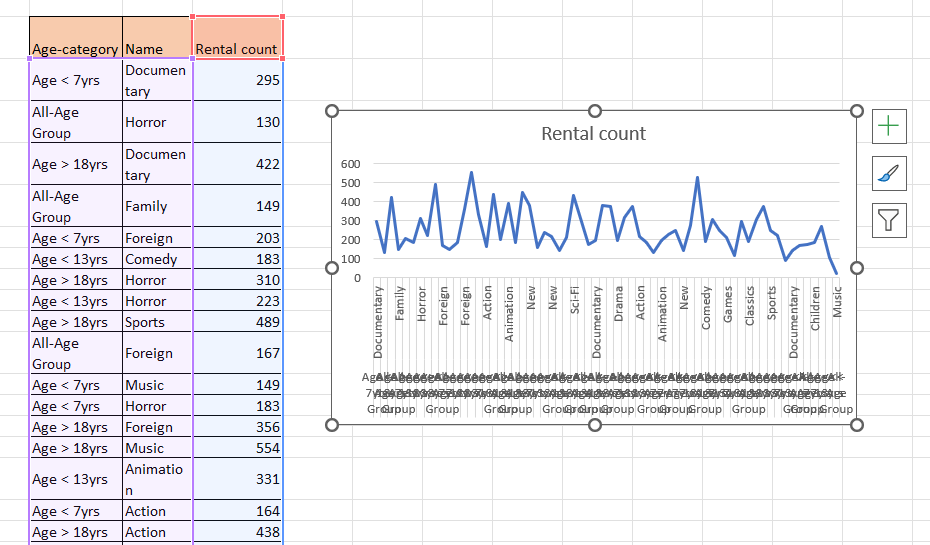 Age-category Name Rental count
Age < 7yrs Documen
tary 295
All-Age
Group Horror 130
Age > 18yrs Documen
tary 422
All-Age
Group Family 149
Age < 7yrs Foreign 203
Age < 13yrs Comedy 183
Age > 18yrs Horror 310
Age < 13yrs Horror 223
Age > 18yrs Sports 489
All-Age
Group Foreign 167
Age < 7yrs Music 149
Age < 7yrs Horror 183
Age > 18yrs Foreign 356
Age > 18yrs Music 554
Age < 13yrs Animatio
n 331
Age < 7yrs Action 164
Age > 18yrs Action 438
Rental count
600
500
400
300
200
100
0
Documentary
Family
Horror
Foreign
Foreign
Action
Animation
New
New
Sci-Fi
Documentary
Drama
Action
Animation
New
Comedy
Games
Classics
Sports
Documentary
Children
Music